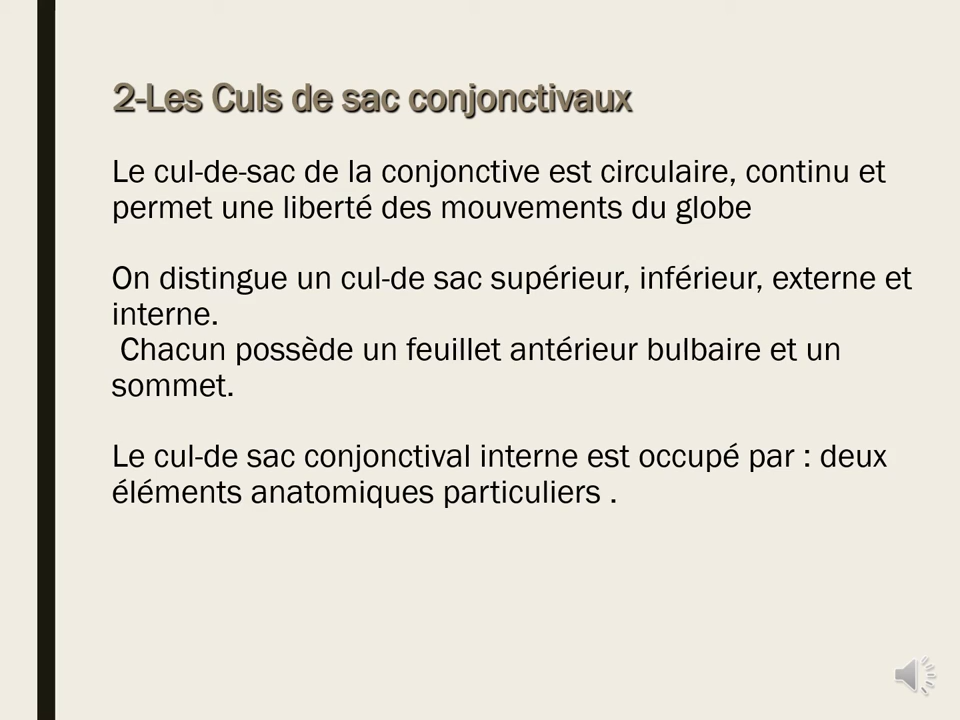 2-Les Culs de sac conjonctivaux
Le cul-de-sac de la conjonctive est circulaire, continu et
permet une liberté des mouvements du globe
On distingue un cul-de sac supérieur, inférieur, externe et
interne.
Chacun possède un feuillet antérieur bulbaire et un
sommet.
Le cul-de sac conjonctival interne est occupé par : deux
éléments anatomiques particuliers .